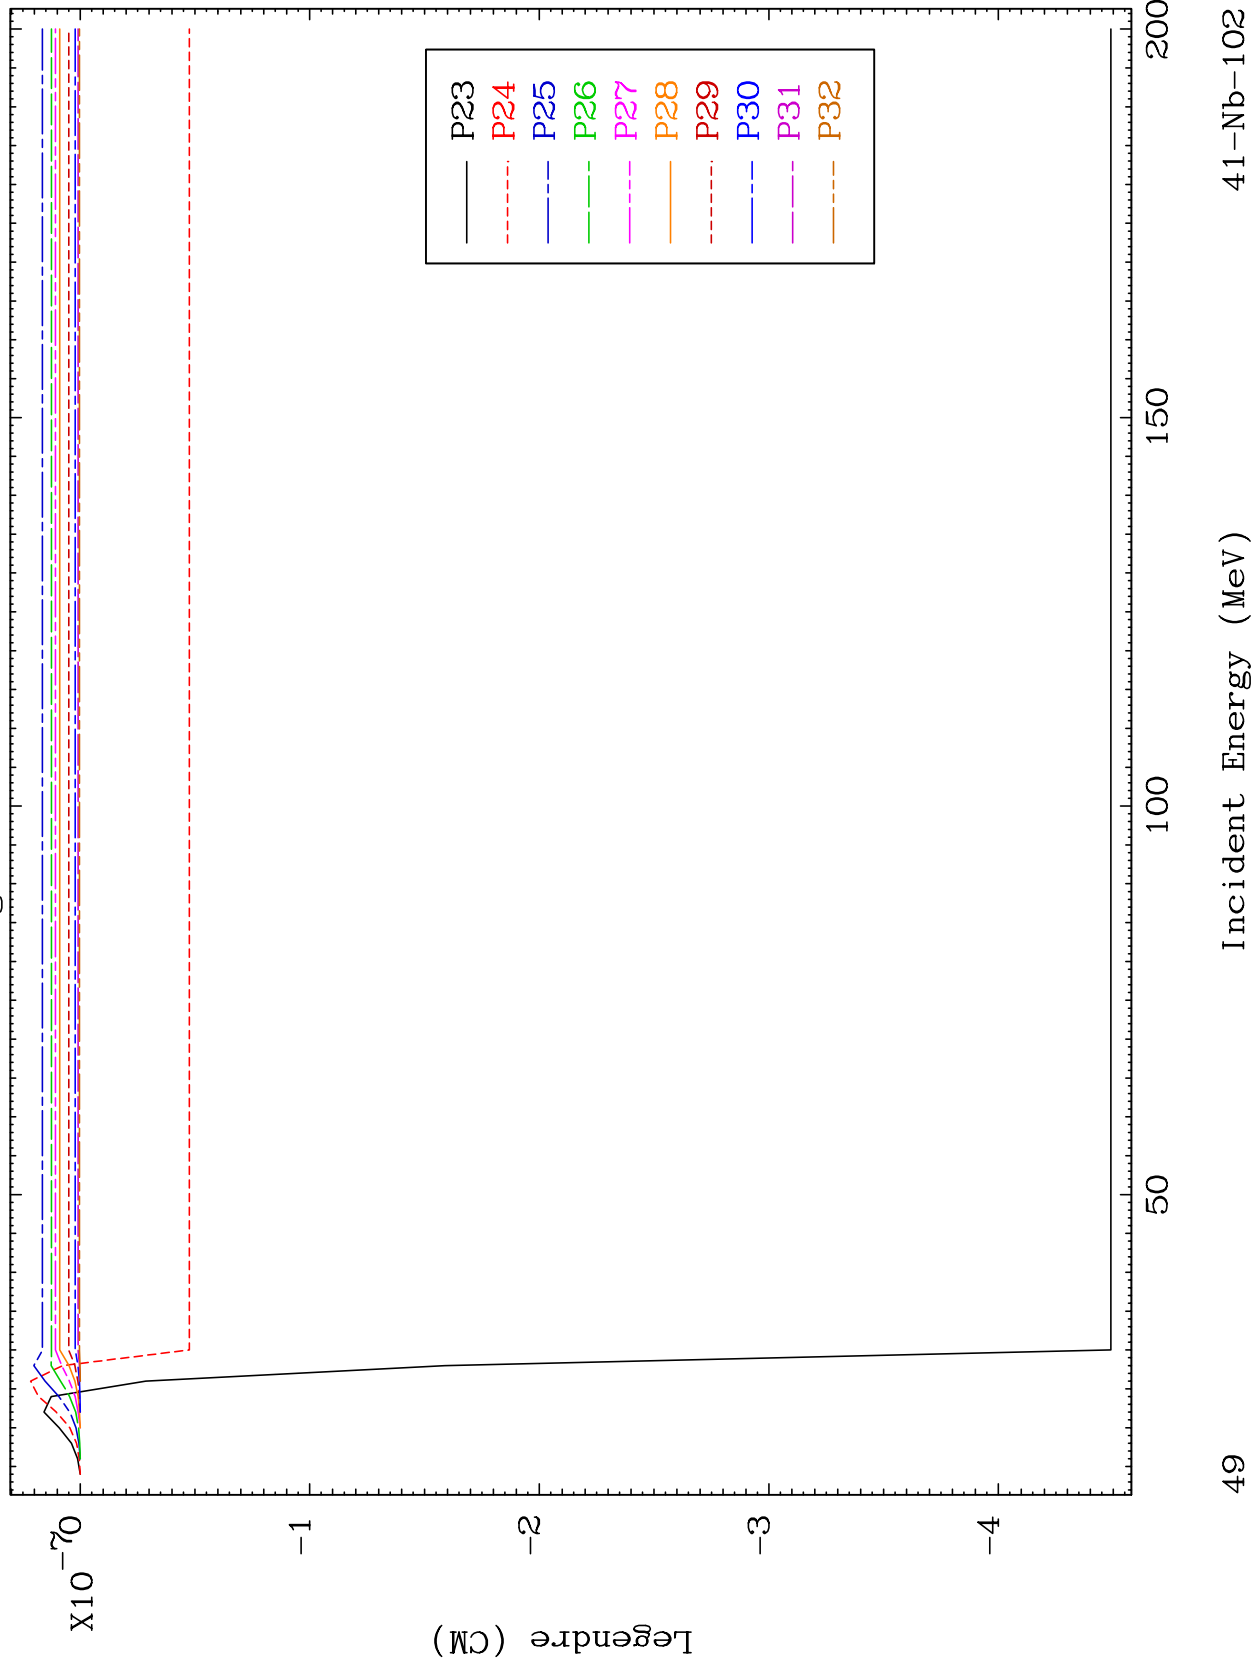 X10
-7
0
-1
-2
-3
-4
Legendre (CM)
50
100
150
200
Incident Energy (MeV)
P23
P24
P25
P26
P27
P28
P29
P30
P31
P32
49
41-Nb-102